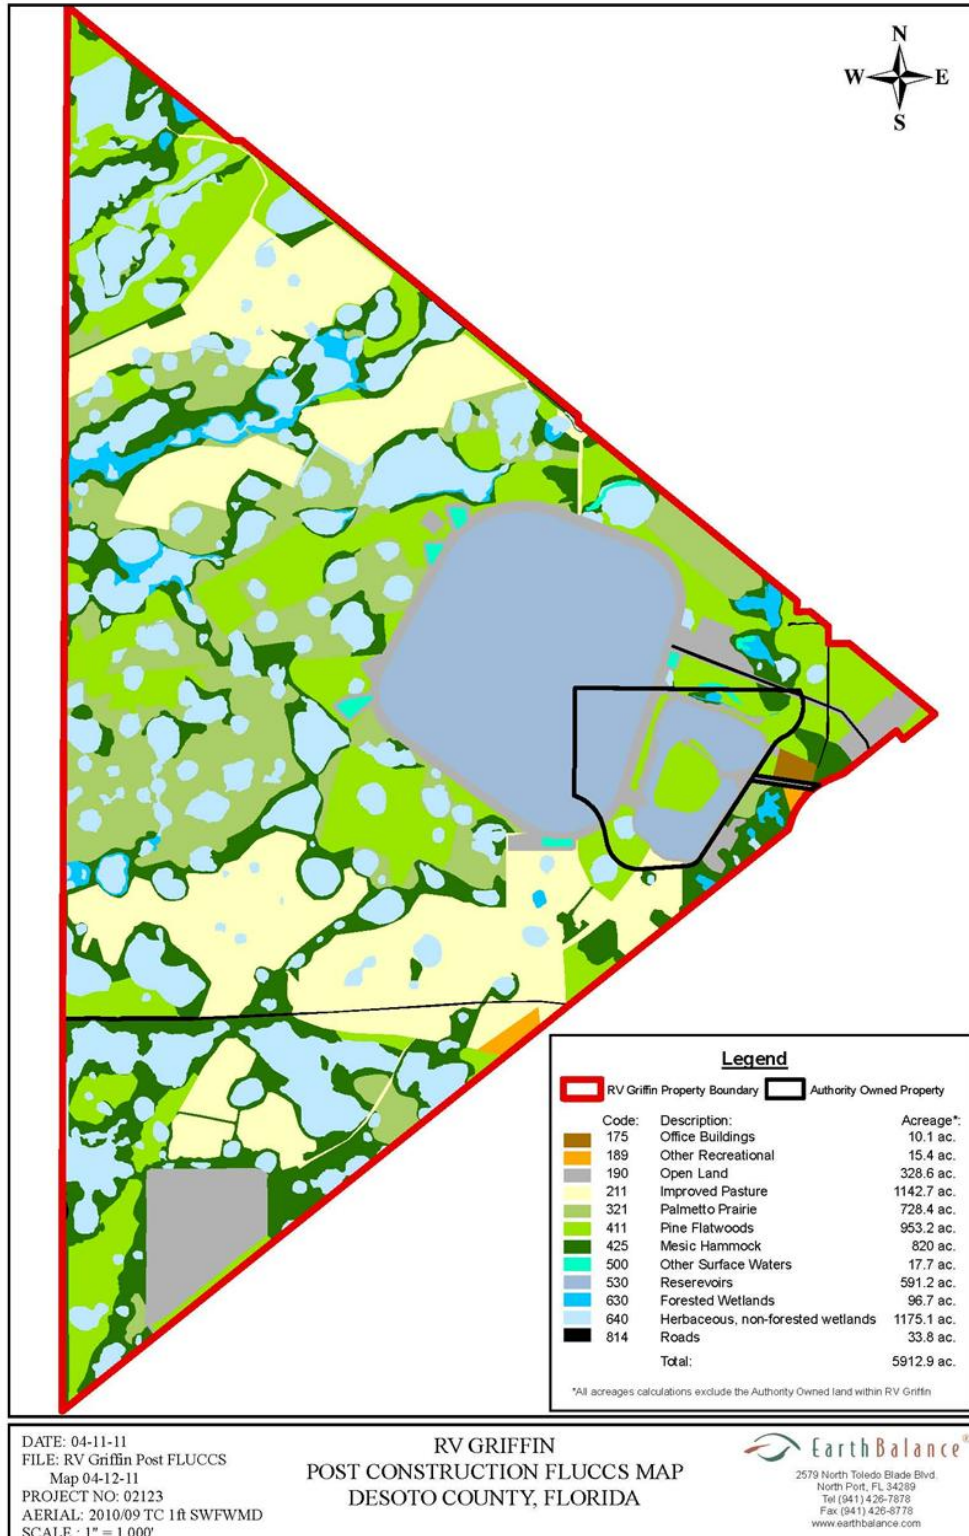 N
W E
S
Legend
RV Griffin Property Boundary Authority Owned Property
Code: Description: Acreage*:
175 Office Buildings 10.1 ac.
189 Other Recreational 15.4 ac.
190 Open Land 328.6 ac.
211 Improved Pasture 1142.7 ac.
321 Palmetto Prairie 728.4 ac.
411 Pine Flatwoods 953.2 ac.
425 Mesic Hammock 820 ac.
500 Other Surface Waters 17.7 ac.
530 Reserevoirs 591.2 ac.
630 Forested Wetlands 96.7 ac.
640 Herbaceous, non-forested wetlands 1175.1 ac.
814 Roads 33.8 ac.
Total: 5912.9 ac.
*All acreages calculations exclude the Authority Owned land within RV Griffin
DATE: 04-11-11
FILE: RV Griffin Post FLUCCS
Map 04-12-11
PROJECT NO: 02123
AERIAL: 2010/09 TC 1ft SWFWMD
SCALE : 1" = 1,000'
RV GRIFFIN
POST CONSTRUCTION FLUCCS MAP
DESOTO COUNTY, FLORIDA
EarthBalance®
2579 North Toledo Blade Blvd.
North Port, FL 34289
Tel (941) 426-7878
Fax (941) 426-8778
www.earthbalance.com